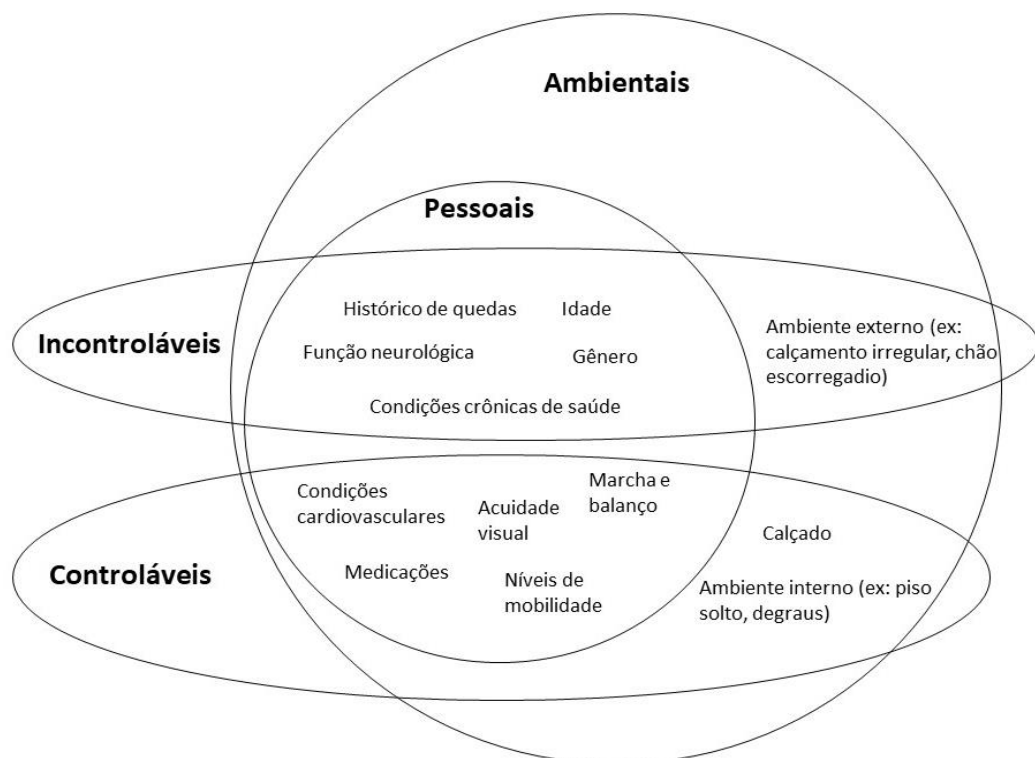 Ambientais
Pessoais
Incontroláveis
Histórico de quedas
Idade
Função neurológica
Gênero
Condições crônicas de saúde
Ambiente externo (ex:
calçamento irregular, chão
escorregadio)
Controláveis
Condições
cardiovasculares
Acuidade
visual
Marcha e
balanço
Medicações
Níveis de
mobilidade
Calçado
Ambiente interno (ex: piso
solto, degraus)